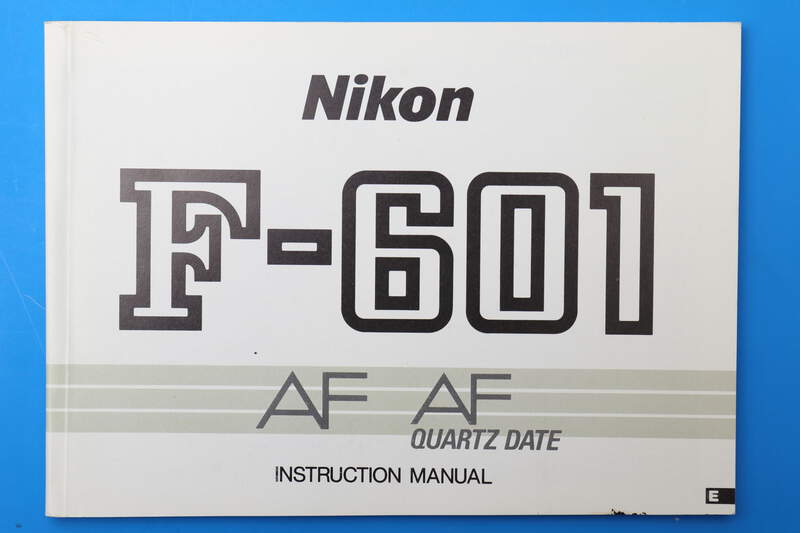 Nikon
F-601
AF AF
QUARTZ DATE
INSTRUCTION MANUAL
E